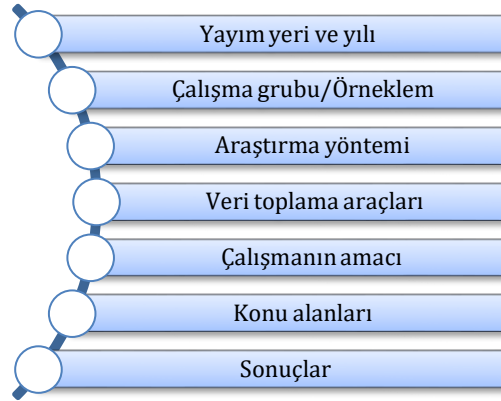 Yayım yeri ve yılı
Çalışma grubu/Örneklem
Araştırma yöntemi
Veri toplama araçları
Çalışmanın amacı
Konu alanları
Sonuçlar